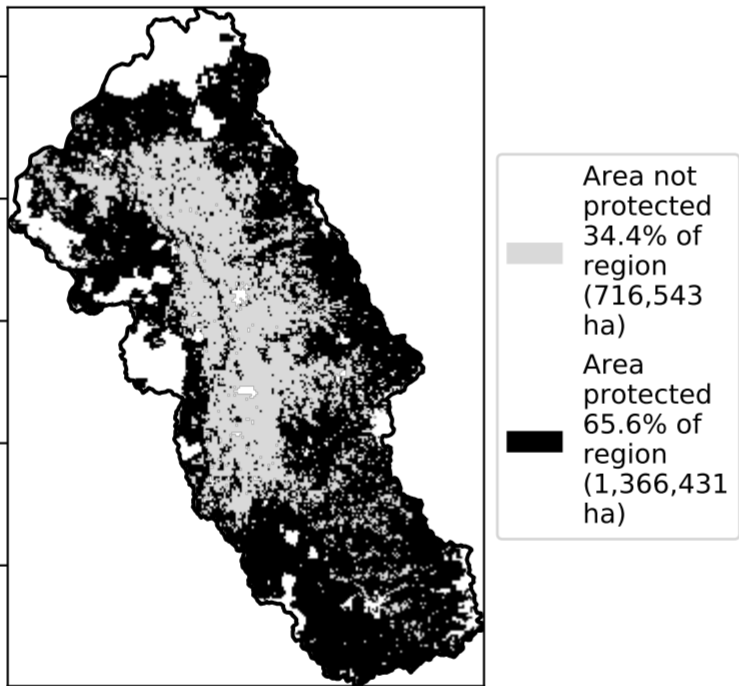 Area not
protected
34.4% of
region
(716,543
ha)
Area
protected
65.6% of
region
(1,366,431
ha)